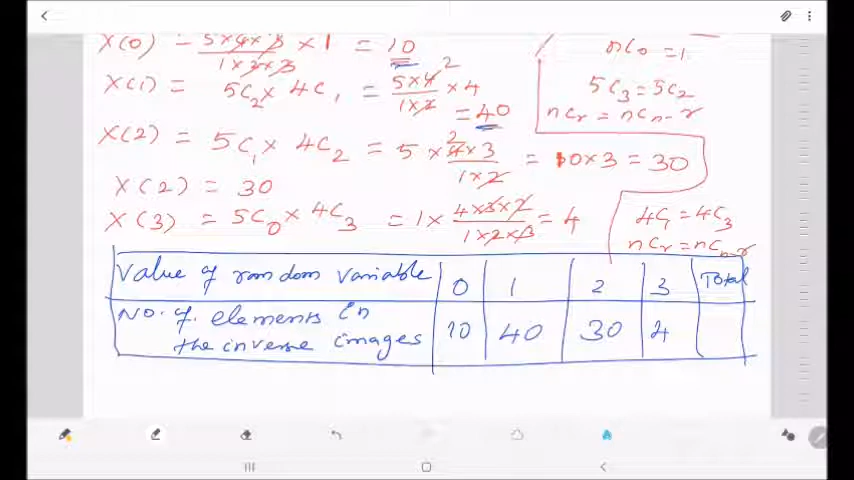 X(0) = 5×4×3 / 1×2×3 ×1 = 10
nC₀ = 1
X(1) = 5C₂ × 4C₁ = 5×4 2 / 1×2 × 4
= 40
5C₃ = 5C₂
nCᵣ = nCn-r
X(2) = 5C₁ × 4C₂ = 5 × 4×3 2 / 1×2 = 10×3 = 30
X(2) = 30
X(3) = 5C₀ × 4C₃ = 1× 4×3×2 / 1×2×3 = 4
4C₁ = 4C₃
nCr = nCn-r
Value of random variable 0 1 2 3 Total
No. of. elements in
the inverse images 10 40 30 4